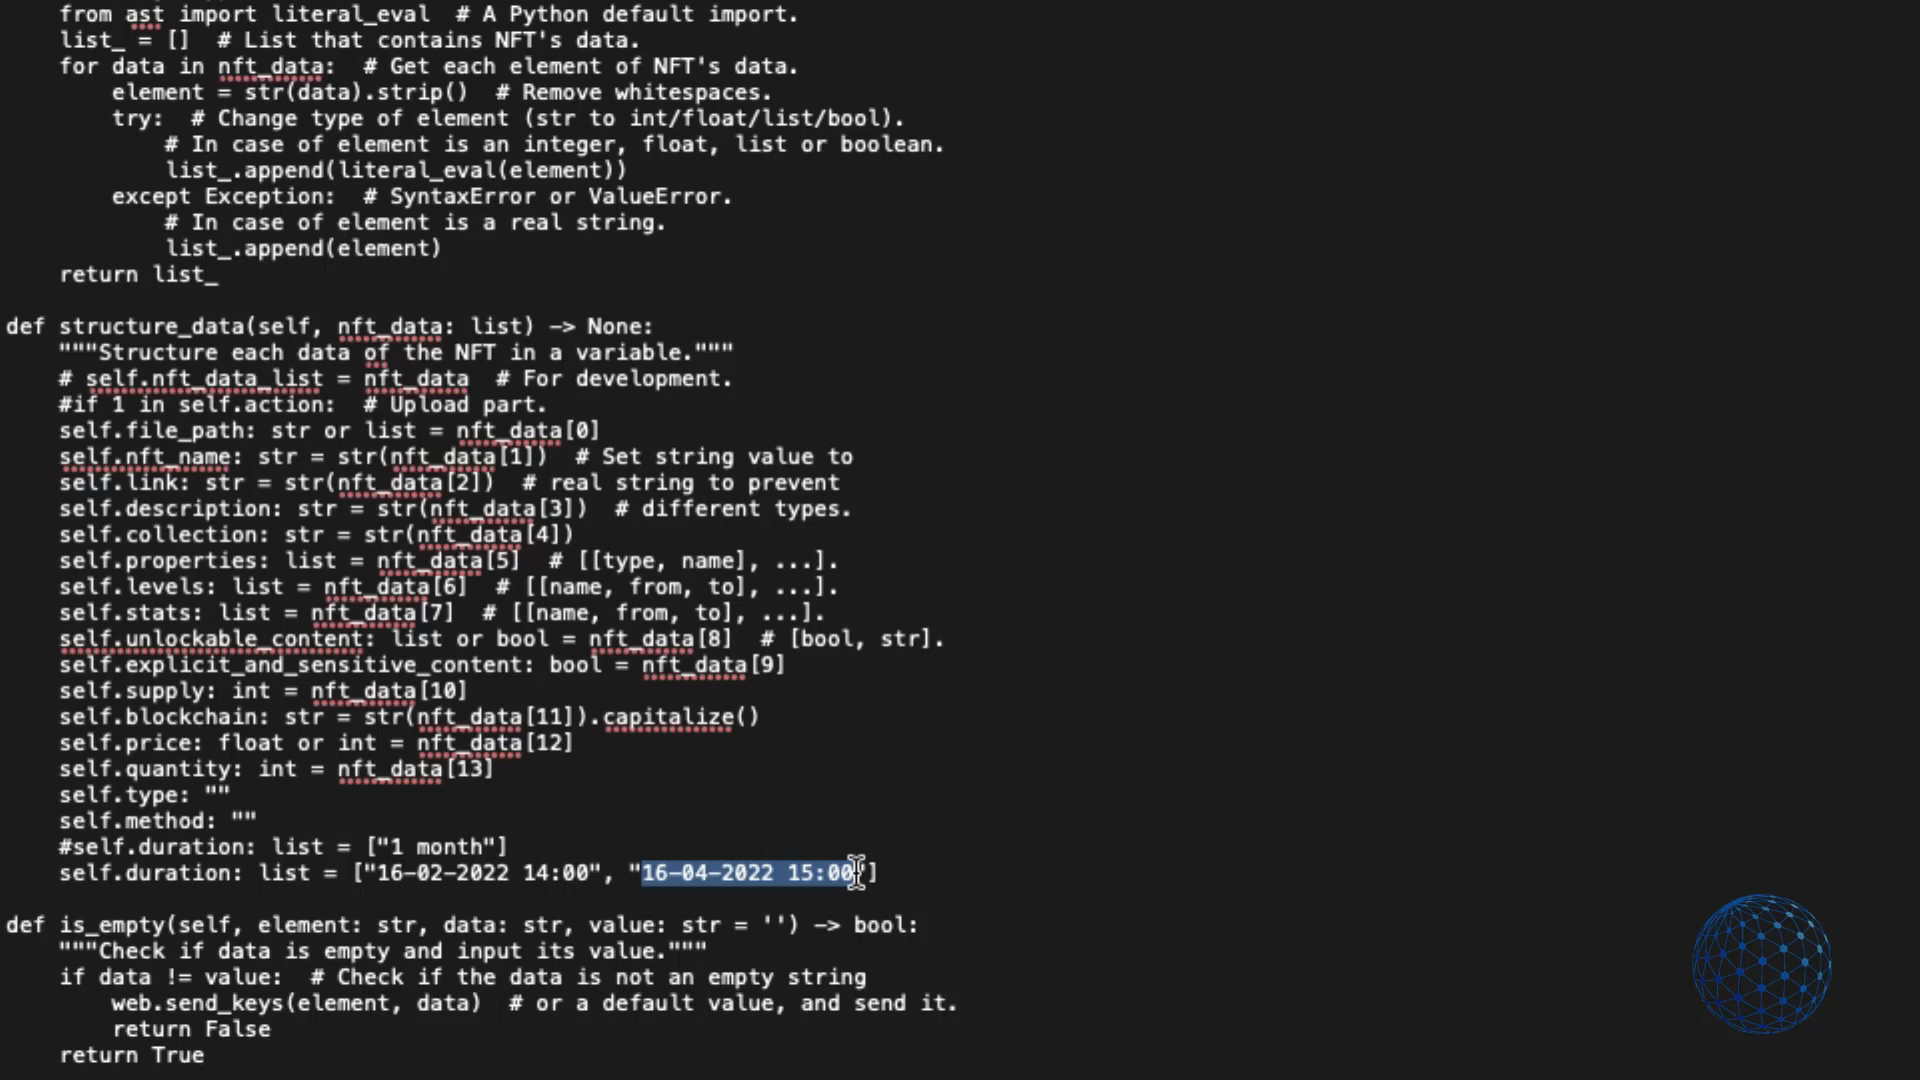 from ast import literal_eval  # A Python default import.
list_ = []  # List that contains NFT's data.
for data in nft_data:  # Get each element of NFT's data.
element = str(data).strip()  # Remove whitespaces.
try:  # Change type of element (str to int/float/list/bool).
# In case of element is an integer, float, list or boolean.
list_.append(literal_eval(element))
except Exception:  # SyntaxError or ValueError.
# In case of element is a real string.
list_.append(element)
return list_
def structure_data(self, nft_data: list) -> None:
"""Structure each data of the NFT in a variable."""
# self.nft_data_list = nft_data  # For development.
#if 1 in self.action:  # Upload part.
self.file_path: str or list = nft_data[0]
self.nft_name: str = str(nft_data[1])  # Set string value to
self.link: str = str(nft_data[2])  # real string to prevent
self.description: str = str(nft_data[3])  # different types.
self.collection: str = str(nft_data[4])
self.properties: list = nft_data[5]  # [[type, name], ...].
self.levels: list = nft_data[6]  # [[name, from, to], ...].
self.stats: list = nft_data[7]  # [[name, from, to], ...].
self.unlockable_content: list or bool = nft_data[8]  # [bool, str].
self.explicit_and_sensitive_content: bool = nft_data[9]
self.supply: int = nft_data[10]
self.blockchain: str = str(nft_data[11]).capitalize()
self.price: float or int = nft_data[12]
self.quantity: int = nft_data[13]
self.type: ""
self.method: ""
#self.duration: list = ["1 month"]
self.duration: list = ["16-02-2022 14:00", "16-04-2022 15:00"]
def is_empty(self, element: str, data: str, value: str = '') -> bool:
"""Check if data is empty and input its value."""
if data != value:  # Check if the data is not an empty string
web.send_keys(element, data)  # or a default value, and send it.
return False
return True